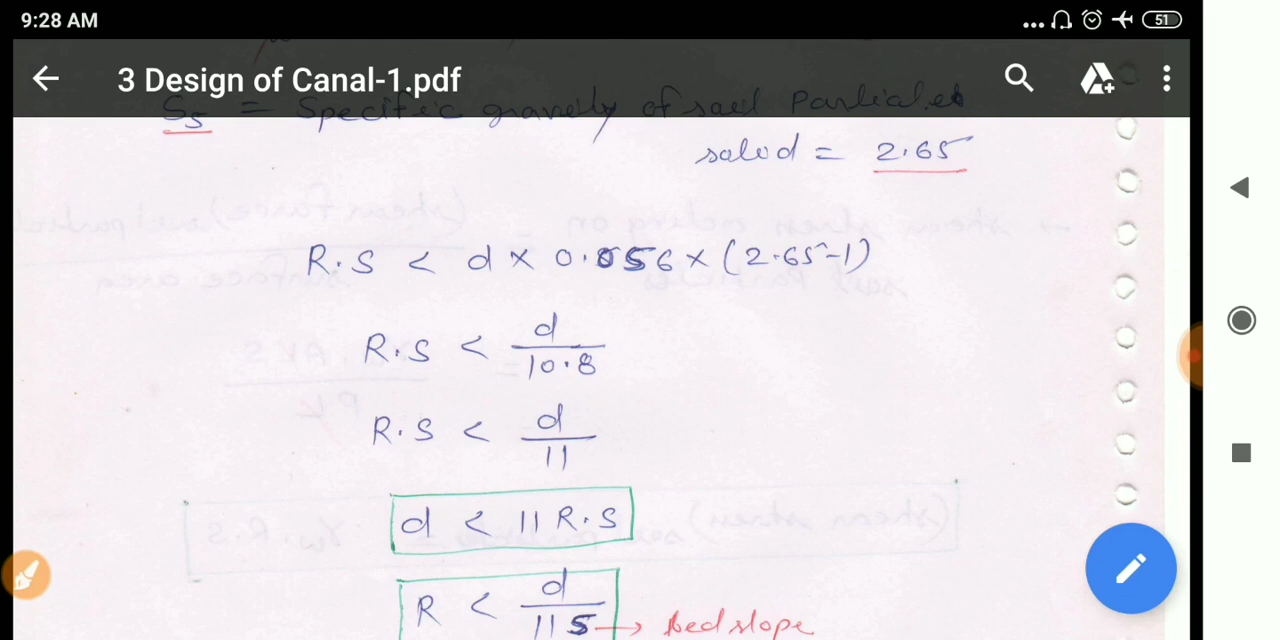 9:28 AM
51
3 Design of Canal-1.pdf
Ss = Specific gravity of soil Particles
solid = 2.65
R.S < d × 0.056 × (2.65-1)
R.S < d/10.8
R.S < d/11
d < 11 R.S
R < d/11S → bed slope